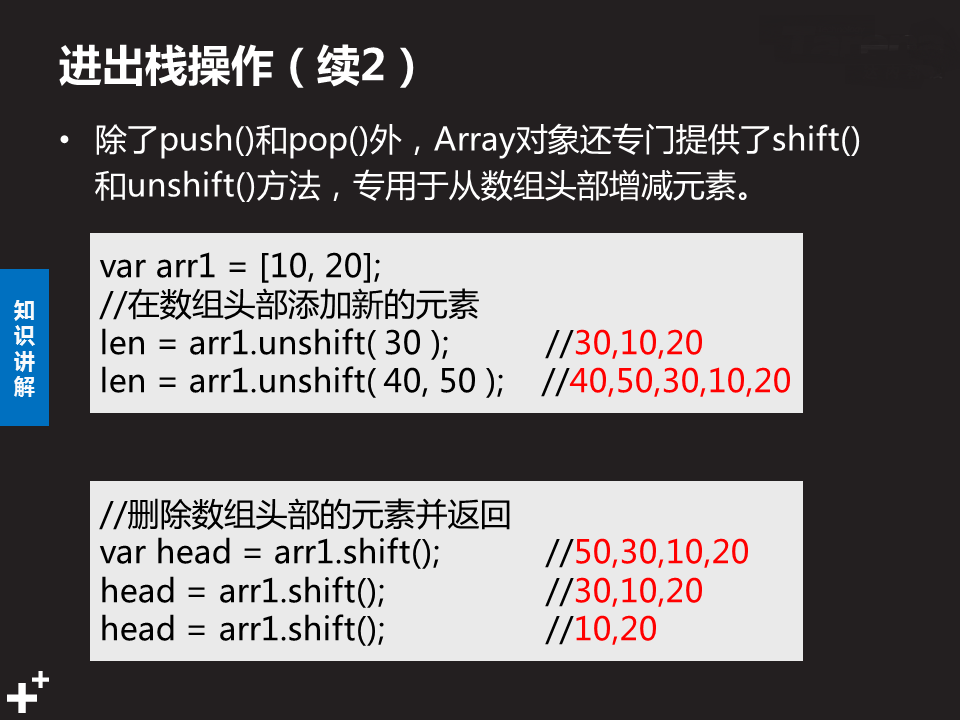 进出栈操作（续2）
• 除了push()和pop()外，Array对象还专门提供了shift()
和unshift()方法，专用于从数组头部增减元素。
var arr1 = [10, 20];
//在数组头部添加新的元素
len = arr1.unshift( 30 ); //30,10,20
len = arr1.unshift( 40, 50 ); //40,50,30,10,20
知
识
讲
解
//删除数组头部的元素并返回
var head = arr1.shift(); //50,30,10,20
head = arr1.shift(); //30,10,20
head = arr1.shift(); //10,20